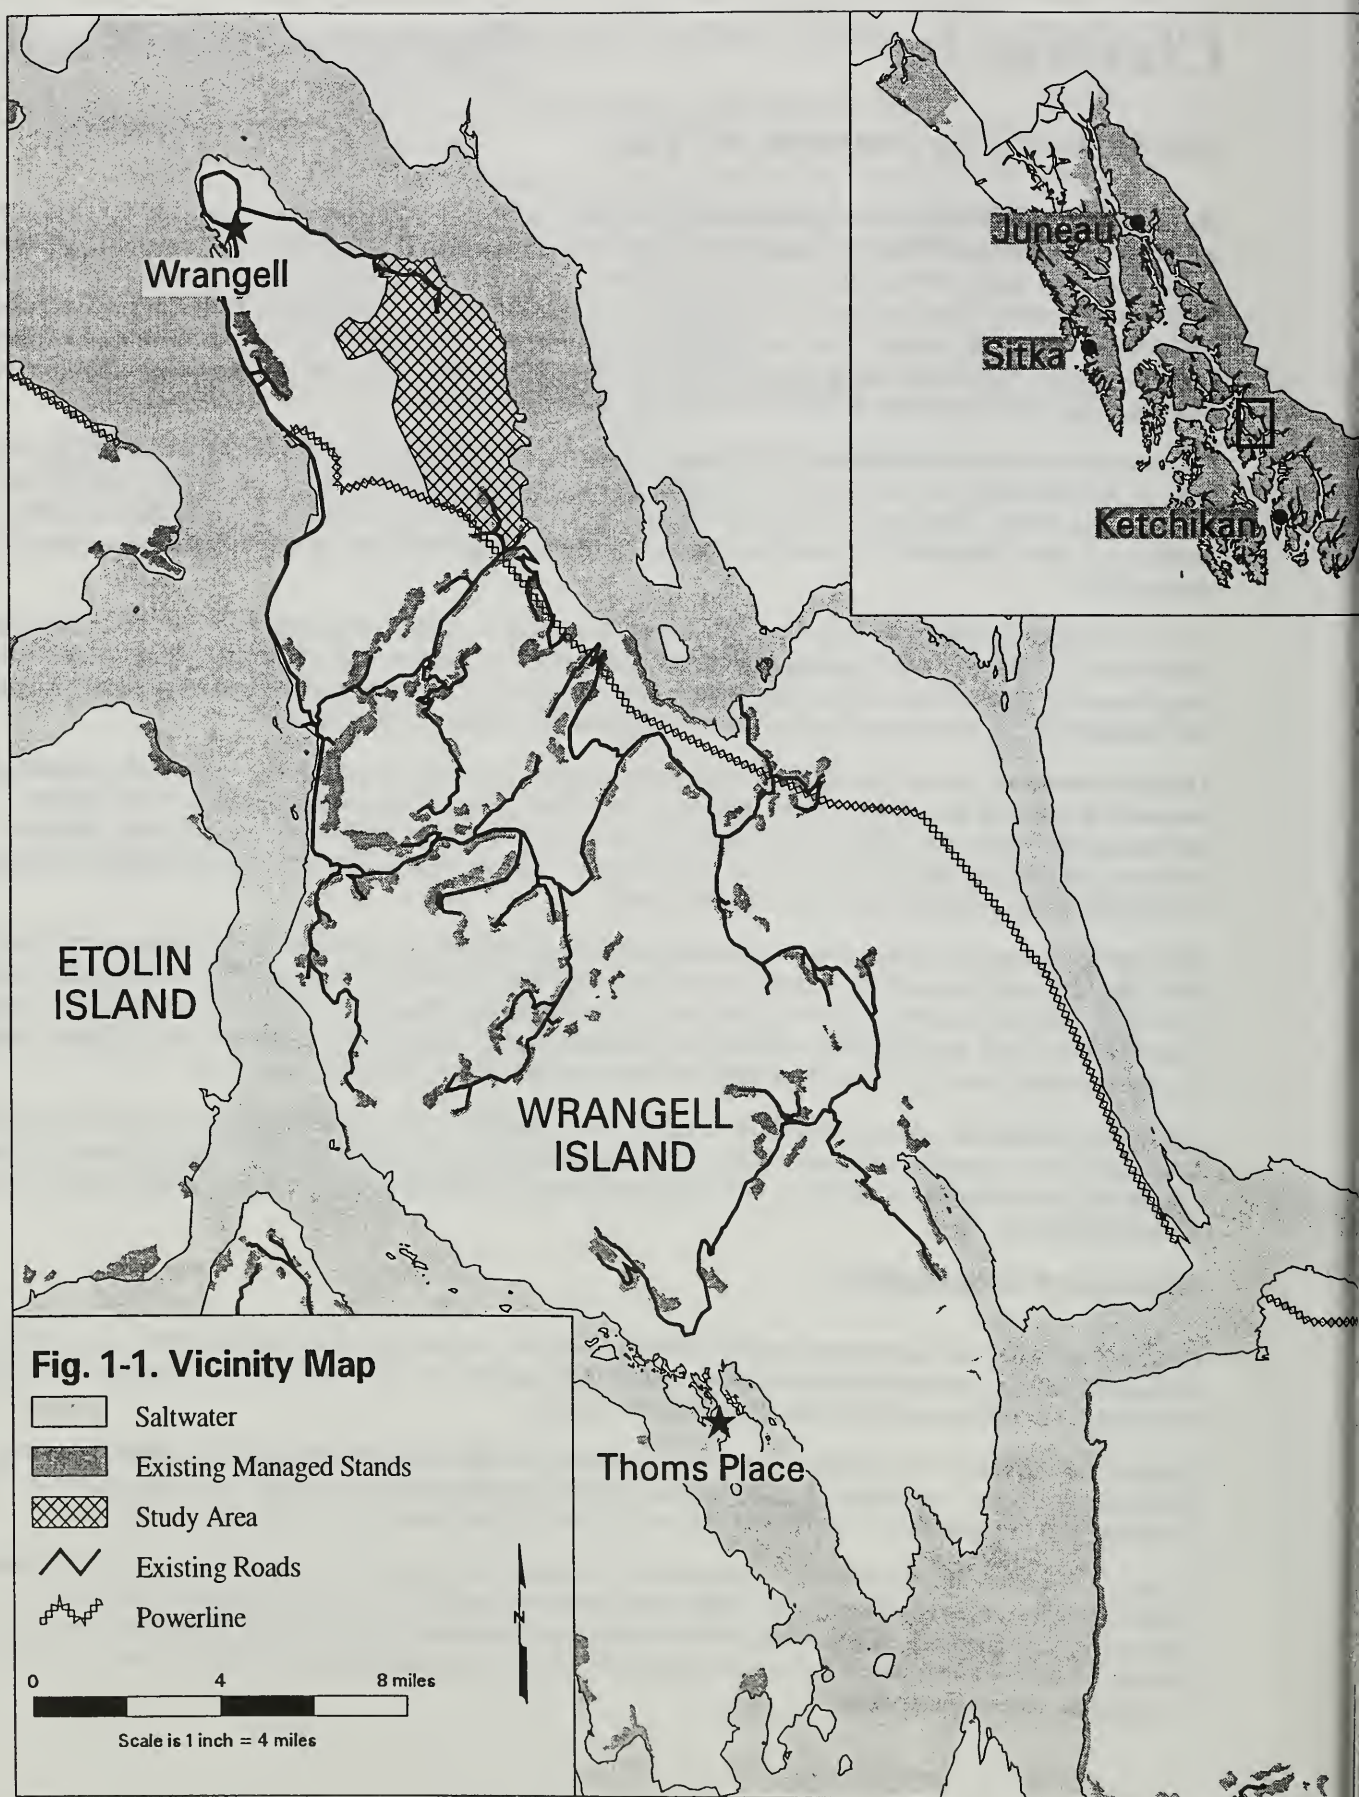 Juneau
Sitka
Ketchikan
Wrangell
ETOLIN
ISLAND
WRANGELL
ISLAND
Thoms Place
Fig. 1-1. Vicinity Map
Saltwater
Existing Managed Stands
Study Area
Existing Roads
Powerline
N
0 4 8 miles
Scale is 1 inch = 4 miles